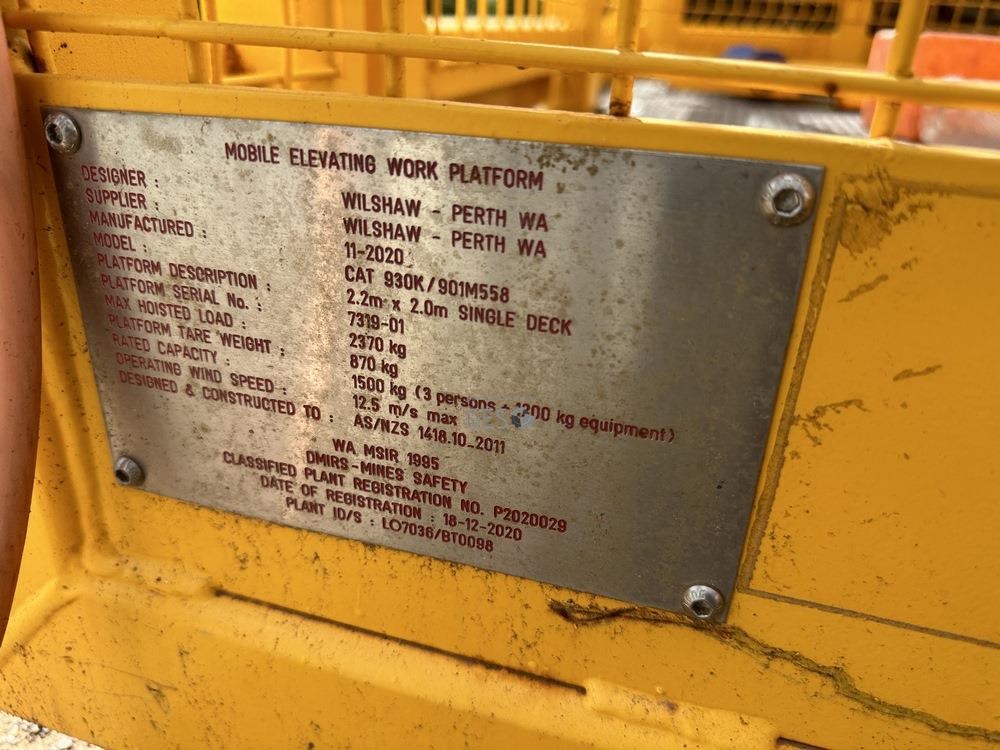 MOBILE ELEVATING WORK PLATFORM
DESIGNER : WILSHAW - PERTH WA
SUPPLIER : WILSHAW - PERTH WA
MANUFACTURED : 11-2020
MODEL : CAT 930K/901M558
PLATFORM DESCRIPTION : 2.2m x 2.0m SINGLE DECK
PLATFORM SERIAL No. : 7319-01
MAX HOISTED LOAD : 2370 kg
PLATFORM TARE WEIGHT : 870 kg
RATED CAPACITY : 1500 kg (3 persons + 1200 kg equipment)
OPERATING WIND SPEED : 12.5 m/s max
DESIGNED & CONSTRUCTED TO : AS/NZS 1418.10-2011
WA MSIR 1995
DMIRS-MINES SAFETY
CLASSIFIED PLANT REGISTRATION NO. P2020029
DATE OF REGISTRATION : 18-12-2020
PLANT ID/S : LO7036/BT0098